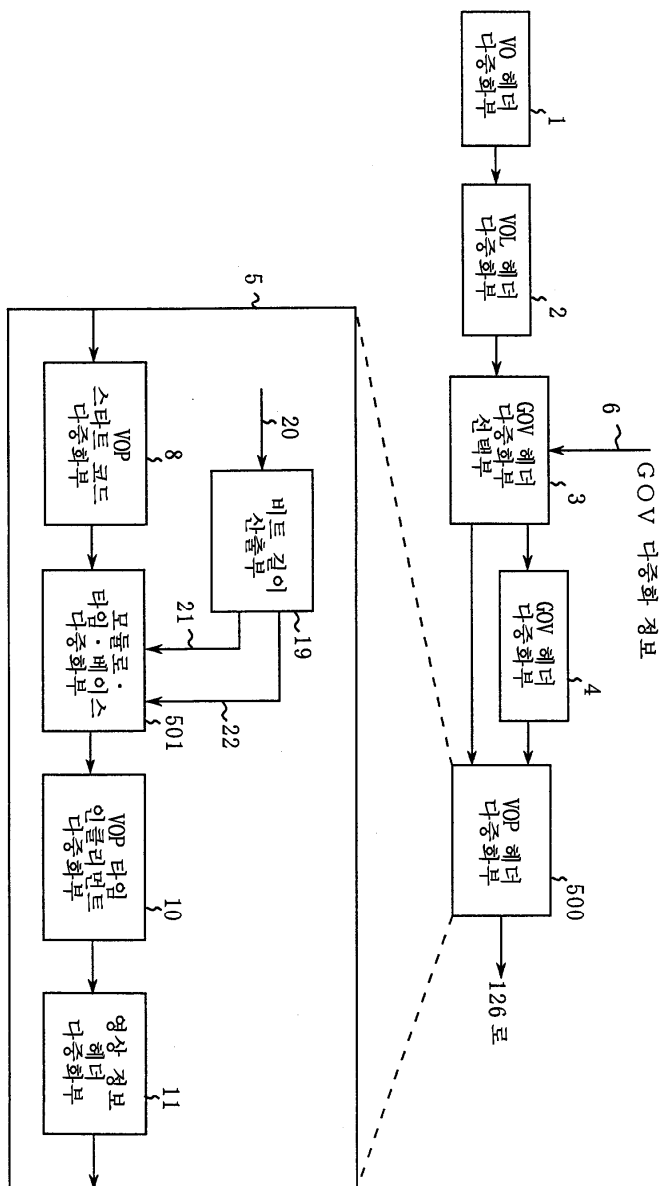 GOV 다중화 정보
6
VO 헤더
다중화부
1
VOL 헤더
다중화부
2
GOV 헤더
다중화부
선택부
3
GOV 헤더
다중화부
4
VOP 헤더
다중화부
500
126 로
5
20
비트 길이
산출부
19
21
22
VOP
스타트 코드
다중화부
8
모듈로·
타임·베이스
다중화부
501
VOP 타임
인클리먼트
다중화부
10
영상 정보
헤더
다중화부
11